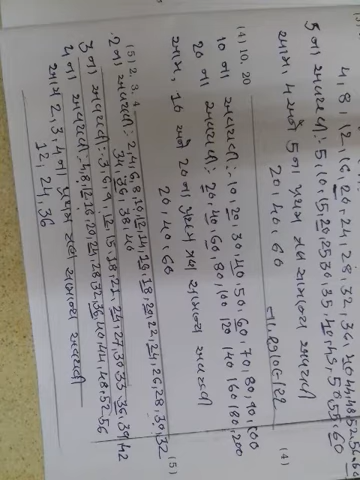 4, 8, 12, 16, 20, 24, 28, 32, 36, 40, 44, 48, 52, 56, 60
5 ના અવયવી : 5, 10, 15, 20, 25, 30, 35, 40, 45, 50, 55, 60
આમ, 4 અને 5 ના પ્રથમ ત્રણ સામાન્ય અવયવી
20, 40, 60
(4)
(4) 10, 20
10 ના અવયવી :- 10, 20, 30, 40, 50, 60, 70, 80, 90, 100
20 ના અવયવી : 20, 40, 60, 80, 100, 120, 140, 160, 180, 200
આમ, 10 અને 20 ના પ્રથમ ત્રણ સામાન્ય અવયવી
20, 40, 60
(5)
(5) 2, 3, 4
2 ના અવયવી : 2, 4, 6, 8, 10, 12, 14, 16, 18, 20, 22, 24, 26, 28, 30, 32
34, 36, 38, 40
3 ના અવયવી :- 3, 6, 9, 12, 15, 18, 21, 24, 27, 30, 33, 36, 39, 42
4 ના અવયવી :- 4, 8, 12, 16, 20, 24, 28, 32, 36, 40, 44, 48, 52, 56
આમ 2, 3, 4 ના પ્રથમ ત્રણ સામાન્ય અવયવી
12, 24, 36